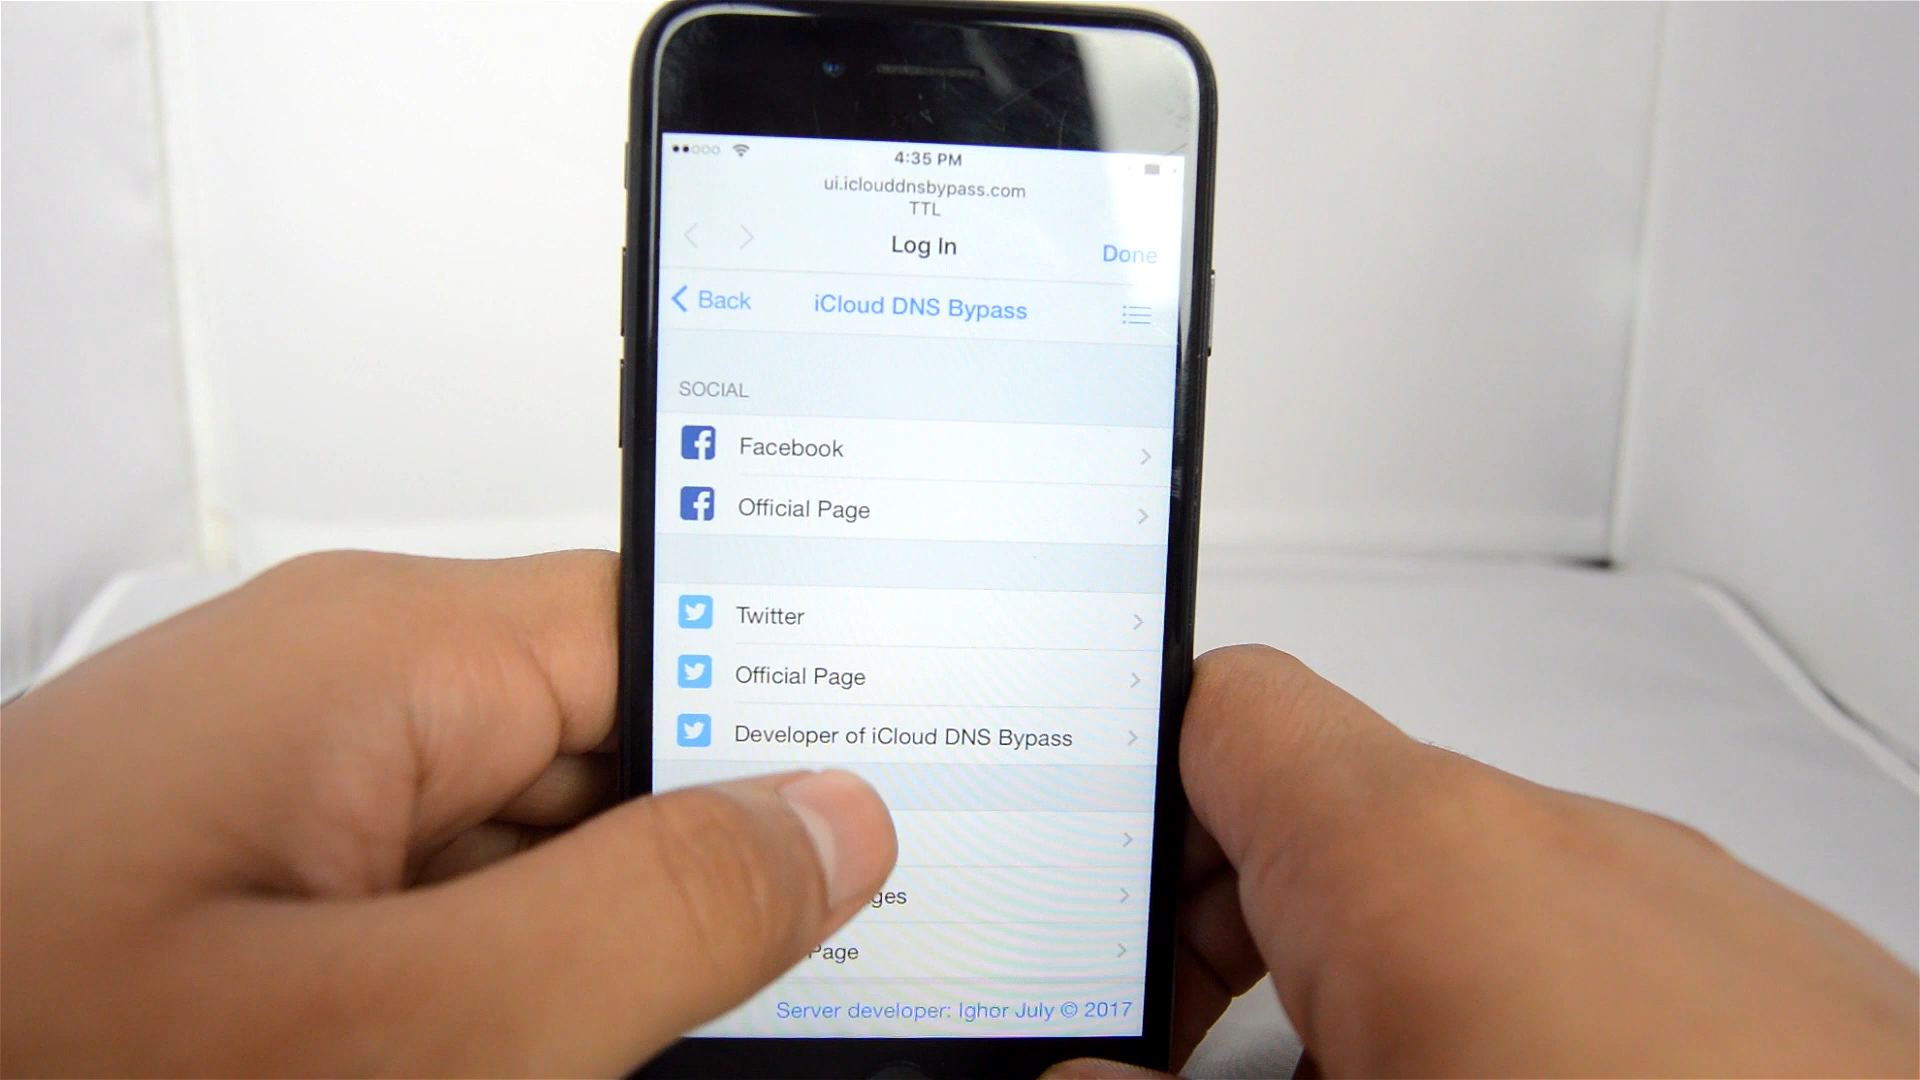 4:35 PM
ui.iclouddnsbypass.com
TTL
Log In
Done
Back
iCloud DNS Bypass
SOCIAL
Facebook
Official Page
Twitter
Official Page
Developer of iCloud DNS Bypass
ges
Page
Server developer: Ighor July © 2017